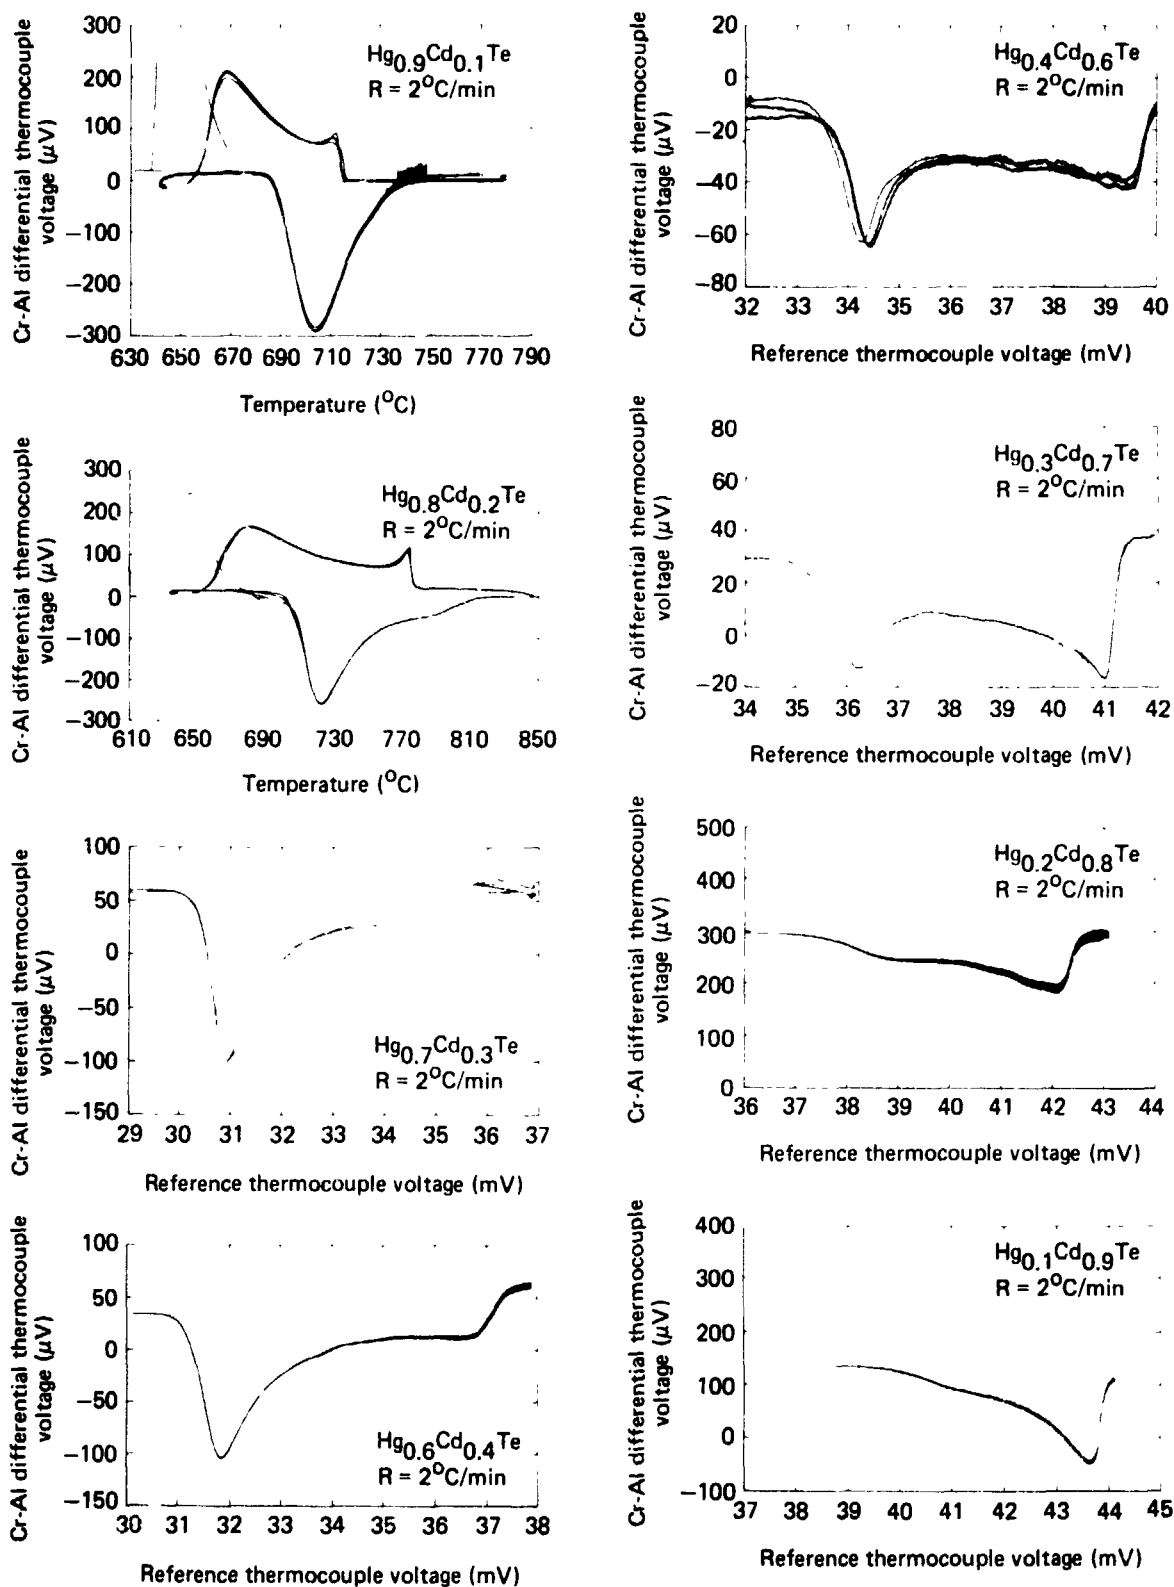 Cr-Al differential thermocouple
voltage (μV)
300
200
100
0
−100
−200
−300
Hg0.9Cd0.1Te
R = 2°C/min
630 650 670 690 710 730 750 770 790
Temperature (°C)
Cr-Al differential thermocouple
voltage (μV)
300
200
100
0
−100
−200
−300
Hg0.8Cd0.2Te
R = 2°C/min
610 650 690 730 770 810 850
Temperature (°C)
Cr-Al differential thermocouple
voltage (μV)
100
50
0
−50
−100
−150
Hg0.7Cd0.3Te
R = 2°C/min
29 30 31 32 33 34 35 36 37
Reference thermocouple voltage (mV)
Cr-Al differential thermocouple
voltage (μV)
100
50
0
−50
−100
−150
Hg0.6Cd0.4Te
R = 2°C/min
30 31 32 33 34 35 36 37 38
Reference thermocouple voltage (mV)
Cr-Al differential thermocouple
voltage (μV)
20
0
−20
−40
−60
−80
Hg0.4Cd0.6Te
R = 2°C/min
32 33 34 35 36 37 38 39 40
Reference thermocouple voltage (mV)
Cr-Al differential thermocouple
voltage (μV)
80
60
40
20
0
−20
Hg0.3Cd0.7Te
R = 2°C/min
34 35 36 37 38 39 40 41 42
Reference thermocouple voltage (mV)
Cr-Al differential thermocouple
voltage (μV)
500
400
300
200
100
0
Hg0.2Cd0.8Te
R = 2°C/min
36 37 38 39 40 41 42 43 44
Reference thermocouple voltage (mV)
Cr-Al differential thermocouple
voltage (μV)
400
300
200
100
0
−100
Hg0.1Cd0.9Te
R = 2°C/min
37 38 39 40 41 42 43 44 45
Reference thermocouple voltage (mV)